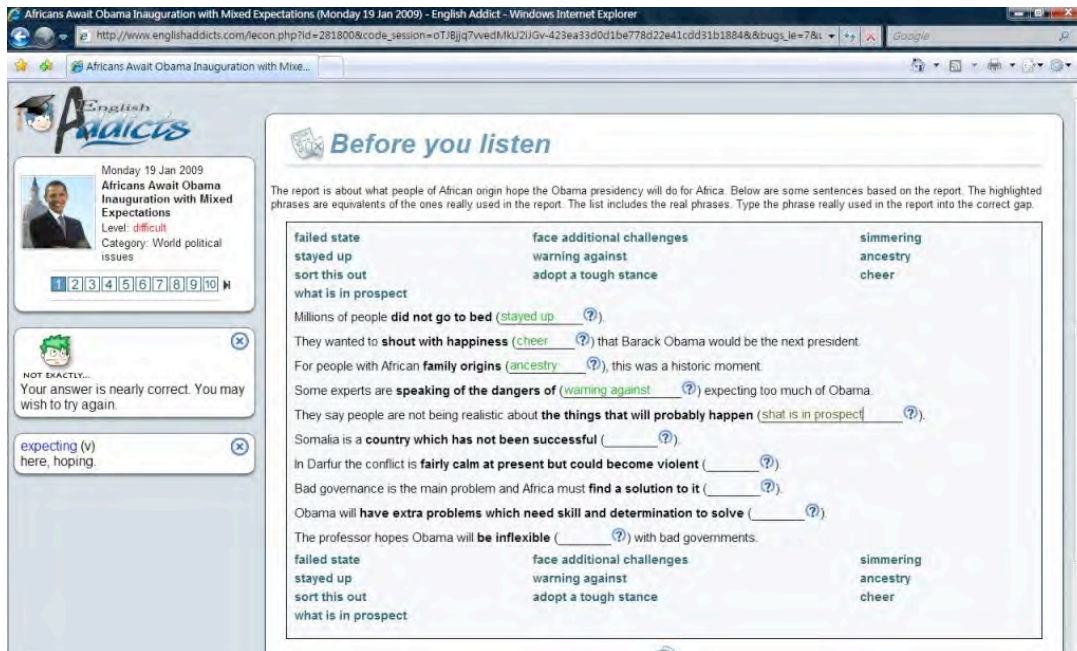 Africans Await Obama Inauguration with Mixed Expectations (Monday 19 Jan 2009) - English Addict - Windows Internet Explorer
Google
Africans Await Obama Inauguration with Mixe...
English
Addicts
Monday 19 Jan 2009
Africans Await Obama
Inauguration with Mixed
Expectations
Level: difficult
Category: World political
issues
1 2 3 4 5 6 7 8 9 10
NOT EXACTLY...
Your answer is nearly correct. You may
wish to try again.
expecting (v)
here, hoping.
Before you listen
The report is about what people of African origin hope the Obama presidency will do for Africa. Below are some sentences based on the report. The highlighted
phrases are equivalents of the ones really used in the report. The list includes the real phrases. Type the phrase really used in the report into the correct gap.
failed state face additional challenges simmering
stayed up warning against ancestry
sort this out adopt a tough stance cheer
what is in prospect
Millions of people did not go to bed (stayed up ?).
They wanted to shout with happiness (cheer ?) that Barack Obama would be the next president.
For people with African family origins (ancestry ?), this was a historic moment.
Some experts are speaking of the dangers of (warning against ?) expecting too much of Obama.
They say people are not being realistic about the things that will probably happen (shat is in prospect ?).
Somalia is a country which has not been successful (______ ?).
In Darfur the conflict is fairly calm at present but could become violent (______ ?).
Bad governance is the main problem and Africa must find a solution to it (______ ?).
Obama will have extra problems which need skill and determination to solve (______ ?).
The professor hopes Obama will be inflexible (______ ?) with bad governments.
failed state face additional challenges simmering
stayed up warning against ancestry
sort this out adopt a tough stance cheer
what is in prospect